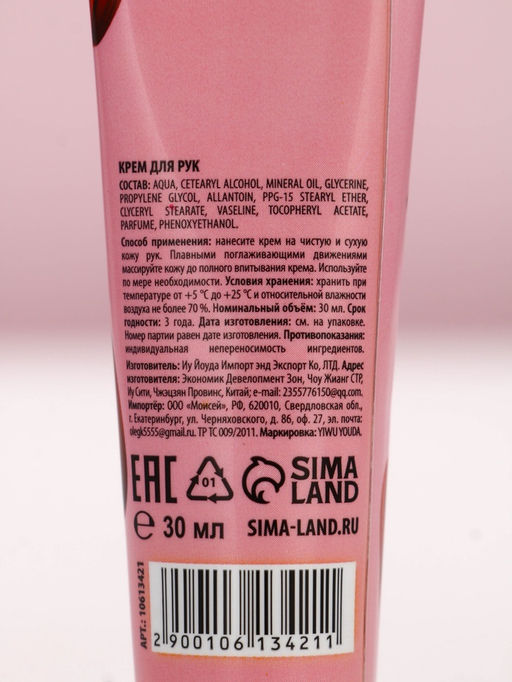 КРЕМ ДЛЯ РУК
СОСТАВ: AQUA, CETEARYL ALCOHOL, MINERAL OIL, GLYCERINE,
PROPYLENE GLYCOL, ALLANTOIN, PPG-15 STEARYL ETHER,
GLYCERYL STEARATE, VASELINE, TOCOPHERYL ACETATE,
PARFUME, PHENOXYETHANOL.
Способ применения: нанесите крем на чистую и сухую
кожу рук. Плавными поглаживающими движениями
массируйте кожу до полного впитывания крема. Используйте
по мере необходимости. Условия хранения: хранить при
температуре от +5 °С до +25 °С и относительной влажности
воздуха не более 70 %. Номинальный объём: 30 мл. Срок
годности: 3 года. Дата изготовления: см. на упаковке.
Номер партии равен дате изготовления. Противопоказания:
индивидуальная непереносимость ингредиентов.
Изготовитель: Иу Йоуда Импорт энд Экспорт Ко, ЛТД. Адрес
изготовителя: Экономик Девелопмент Зон, Чоу Жианг СТР,
Иу Сити, Чжэцзян Провинс, Китай; e-mail: 2355776150@qq.com.
Импортёр: ООО «Моисей», РФ, 620010, Свердловская обл.,
г. Екатеринбург, ул. Черняховского, д. 86, оф. 27, эл. почта:
olegk5555@gmail.ru. ТР ТС 009/2011. Маркировка: YIWU YOUDA.
EAC 01 SIMA
LAND
℮ 30 мл SIMA-LAND.RU
АРТ.: 10613421
2 900106 134211